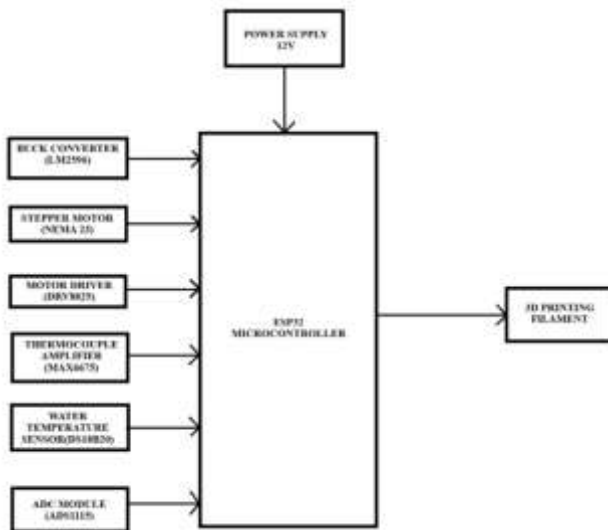 POWER SUPPLY
12V
BUCK CONVERTER
(LM2596)
STEPPER MOTOR
(NEMA 23)
MOTOR DRIVER
(DRV8825)
THERMOCOUPLE
AMPLIFIER
(MAX6675)
WATER
TEMPERATURE
SENSOR(DS18B20)
ADC MODULE
(ADS1115)
ESP32
MICROCONTROLLER
3D PRINTING
FILAMENT